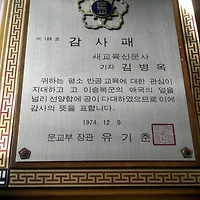 제 188 호
감 사 패
새교육신문사
기자 김 병 옥
귀하는 평소 반공교육에 대한 관심이
지대하고 고 이승복군의 애국의 얼을
널리 선양함에 공이 다대하였으므로 이에
감사의 뜻을 표합니다.
1974. 12. 9
문교부 장관 유 기 춘